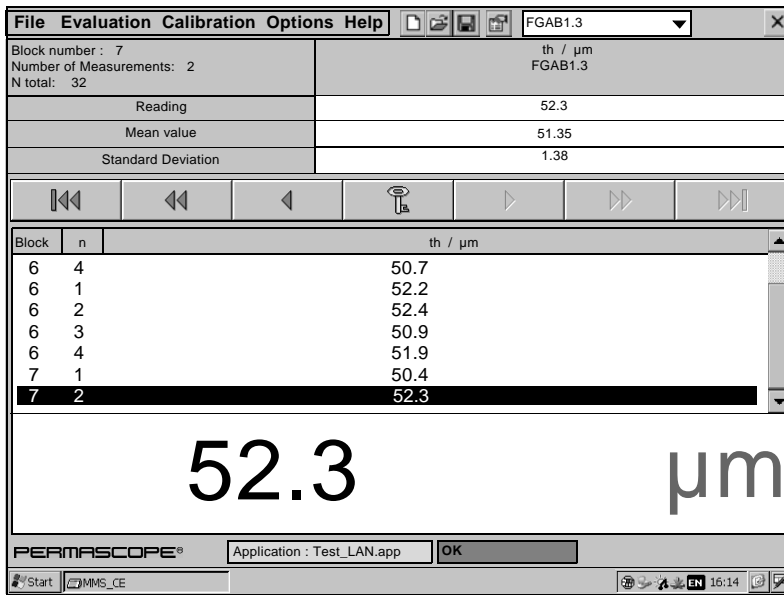 File Evaluation Calibration Options Help FGAB1.3
Block number : 7
Number of Measurements: 2
N total: 32
th / µm
FGAB1.3
Reading 52.3
Mean value 51.35
Standard Deviation 1.38
Block n th / µm
6 4 50.7
6 1 52.2
6 2 52.4
6 3 50.9
6 4 51.9
7 1 50.4
7 2 52.3
52.3 µm
PERMASCOPE® Application : Test_LAN.app OK
Start MMS_CE EN 16:14